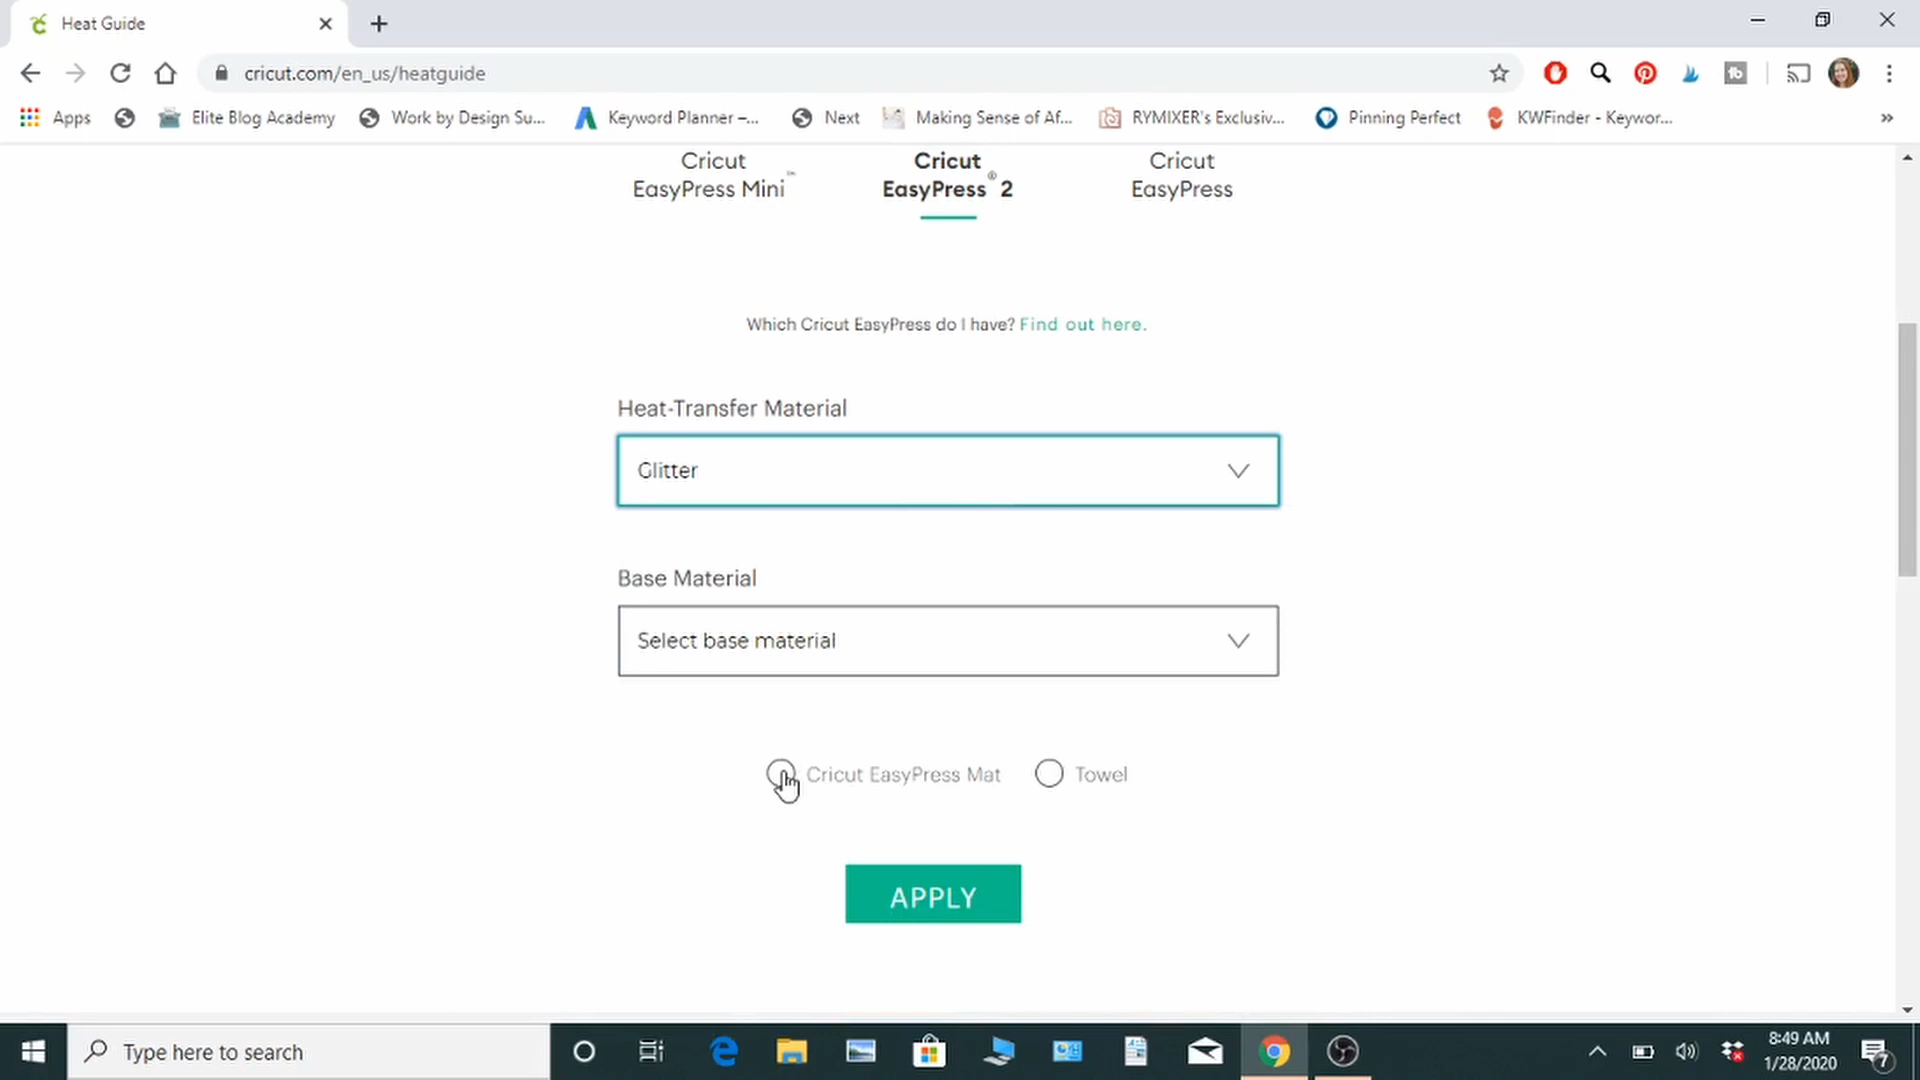 Heat Guide
cricut.com/en_us/heatguide
Apps Elite Blog Academy Work by Design Su... Keyword Planner –... Next Making Sense of Af... RYMIXER's Exclusiv... Pinning Perfect KWFinder - Keywor... »
Cricut EasyPress Mini™
Cricut EasyPress® 2
Cricut EasyPress
Which Cricut EasyPress do I have? Find out here.
Heat-Transfer Material
Glitter
Base Material
Select base material
Cricut EasyPress Mat Towel
APPLY
Type here to search
8:49 AM
1/28/2020
7